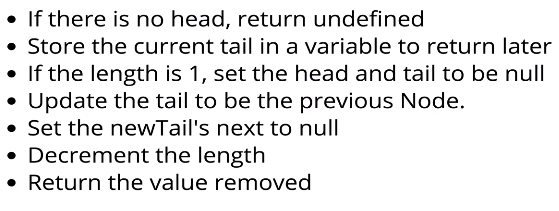 • If there is no head, return undefined
• Store the current tail in a variable to return later
• If the length is 1, set the head and tail to be null
• Update the tail to be the previous Node.
• Set the newTail's next to null
• Decrement the length
• Return the value removed